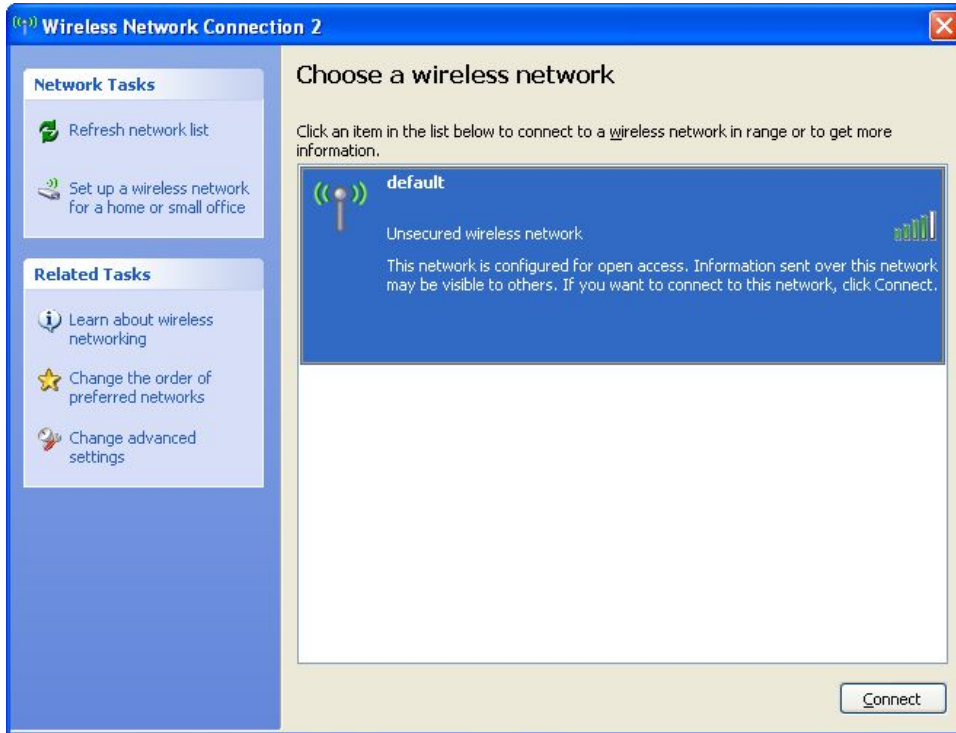 Wireless Network Connection 2
Network Tasks
Refresh network list
Set up a wireless network
for a home or small office
Related Tasks
Learn about wireless
networking
Change the order of
preferred networks
Change advanced
settings
Choose a wireless network
Click an item in the list below to connect to a wireless network in range or to get more
information.
default
Unsecured wireless network
This network is configured for open access. Information sent over this network
may be visible to others. If you want to connect to this network, click Connect.
Connect